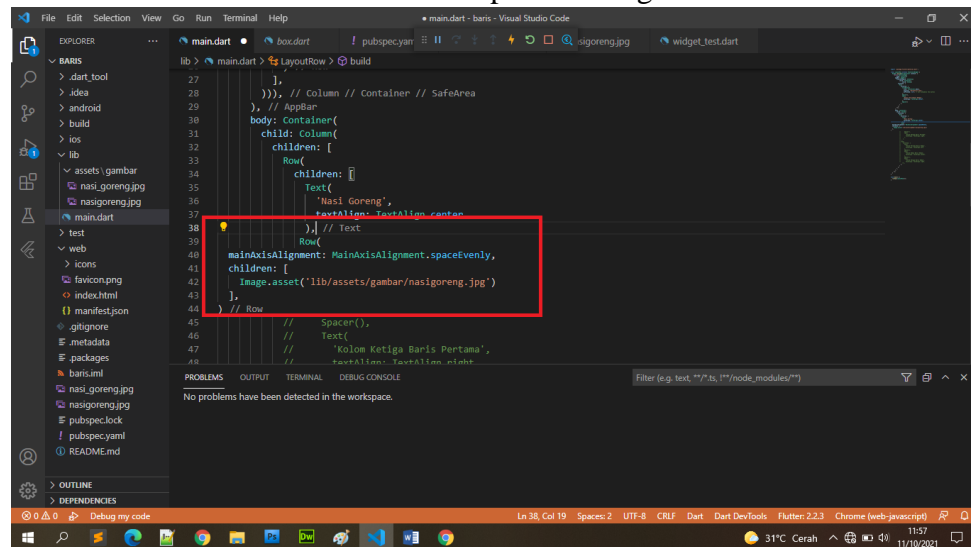 File Edit Selection View Go Run Terminal Help
● main.dart - baris - Visual Studio Code
EXPLORER
main.dart ●
box.dart
! pubspec.yam
sigoreng.jpg
widget_test.dart
lib > main.dart > LayoutRow > build
BARIS
> .dart_tool
> .idea
> android
> build
> ios
lib
assets \ gambar
nasi_goreng.jpg
nasigoreng.jpg
main.dart
> test
web
> icons
favicon.png
<> index.html
{} manifest.json
.gitignore
.metadata
.packages
baris.iml
nasi_goreng.jpg
nasigoreng.jpg
pubspec.lock
! pubspec.yaml
README.md
> OUTLINE
> DEPENDENCIES
27 ],
28 ))), // Column // Container // SafeArea
29 ), // AppBar
30 body: Container(
31 child: Column(
32 children: [
33 Row(
34 children: [
35 Text(
36 'Nasi Goreng',
37 textAlign: TextAlign.center
38 ), // Text
39 Row(
40 mainAxisAlignment: MainAxisAlignment.spaceEvenly,
41 children: [
42 Image.asset('lib/assets/gambar/nasigoreng.jpg')
43 ],
44 ) // Row
45 // Spacer(),
46 // Text(
47 // 'Kolom Ketiga Baris Pertama',
48 // textAlign: TextAlign.right
PROBLEMS OUTPUT TERMINAL DEBUG CONSOLE
Filter (e.g. text, **/*.ts, !**/node_modules/**)
No problems have been detected in the workspace.
0 0 Debug my code
Ln 38, Col 19 Spaces: 2 UTF-8 CRLF Dart Dart DevTools Flutter: 2.2.3 Chrome (web-javascript)
31°C Cerah
11:57
11/10/2021